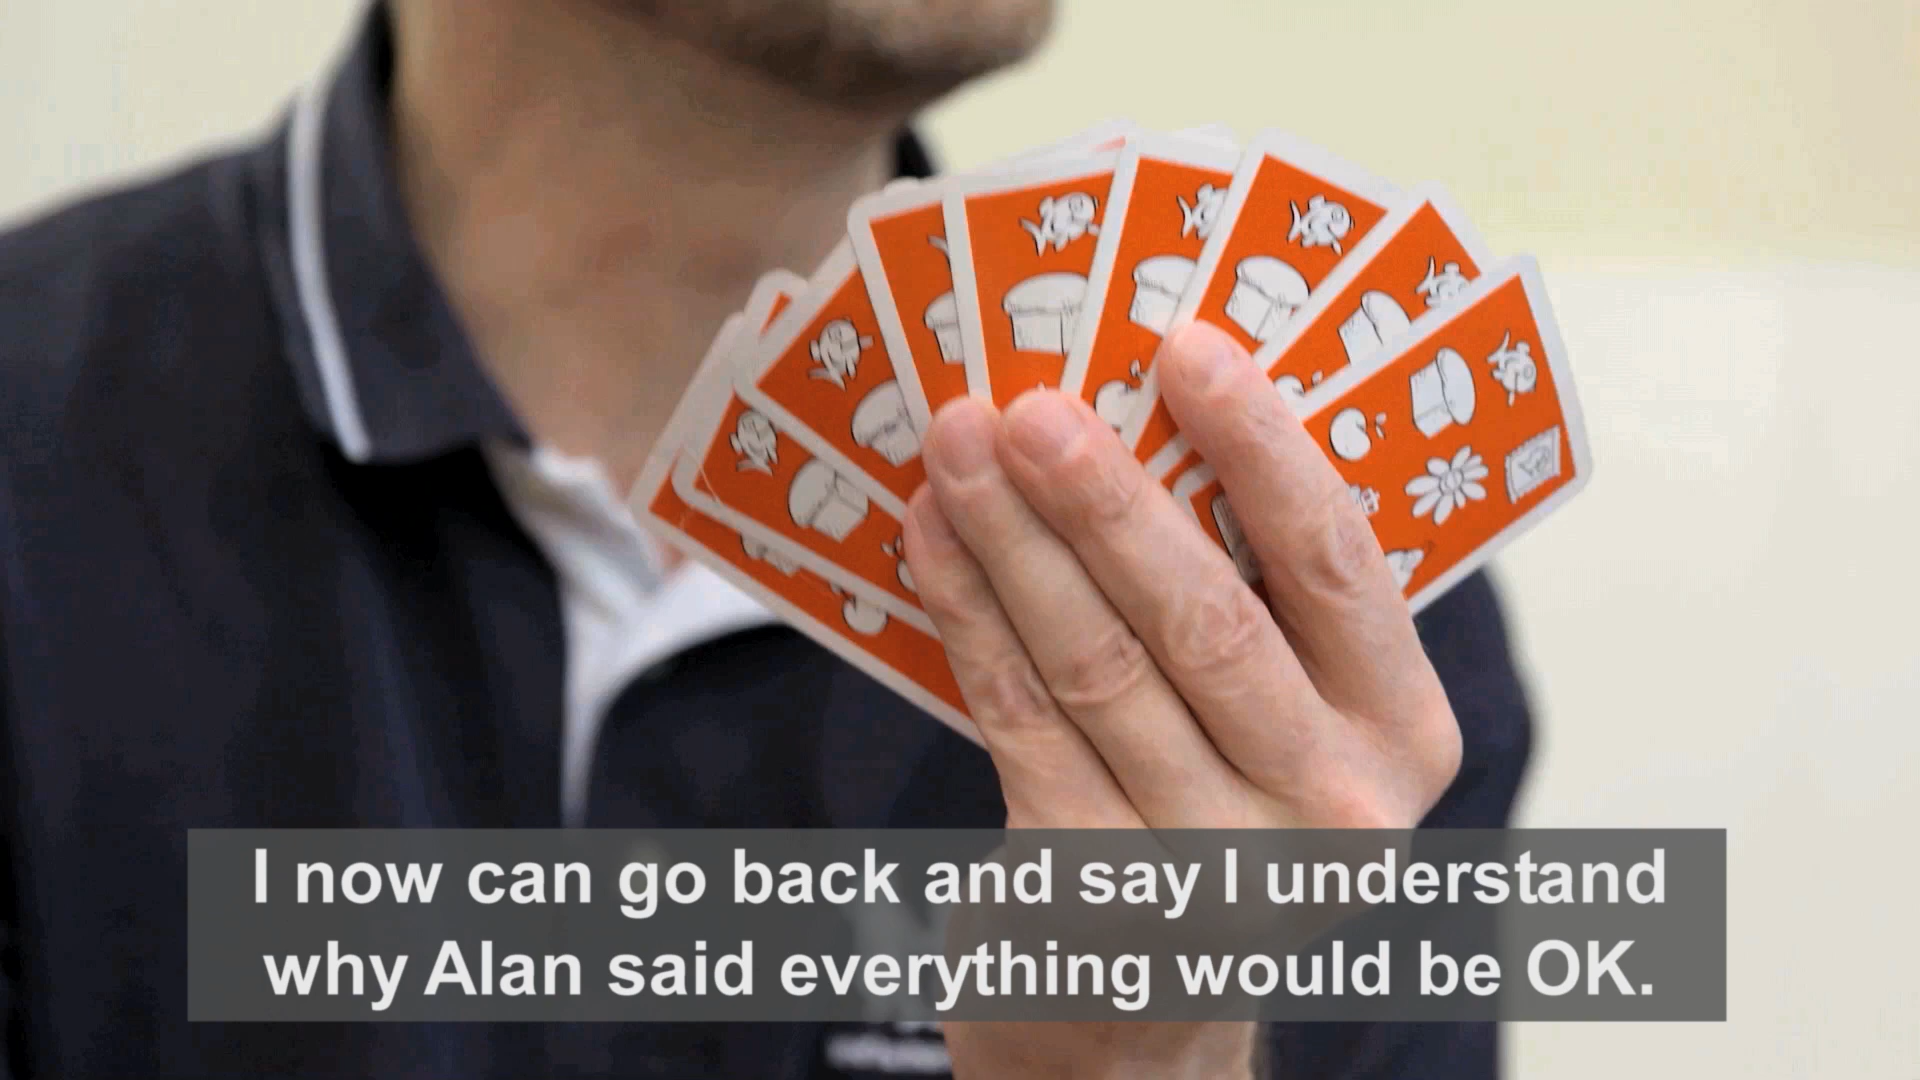 I now can go back and say I understand
why Alan said everything would be OK.